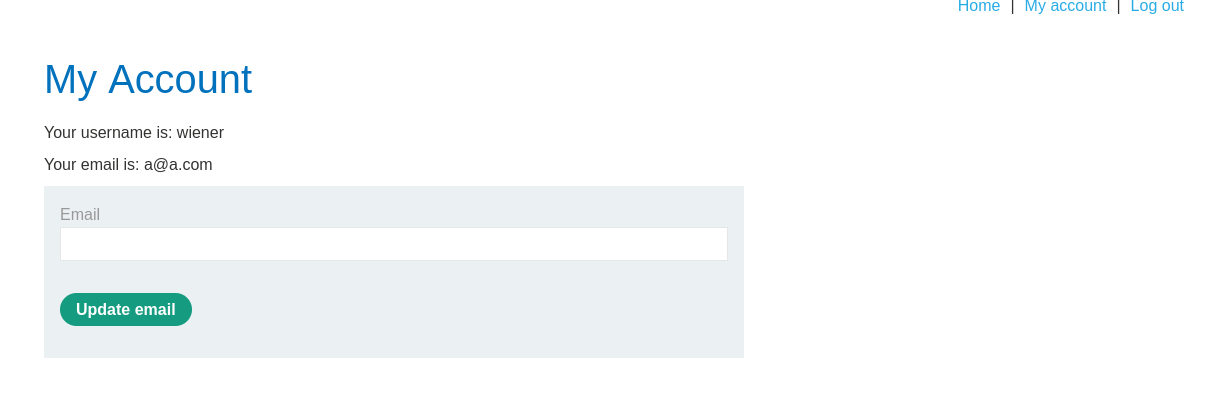 Home | My account | Log out
My Account
Your username is: wiener
Your email is: a@a.com
Email
Update email